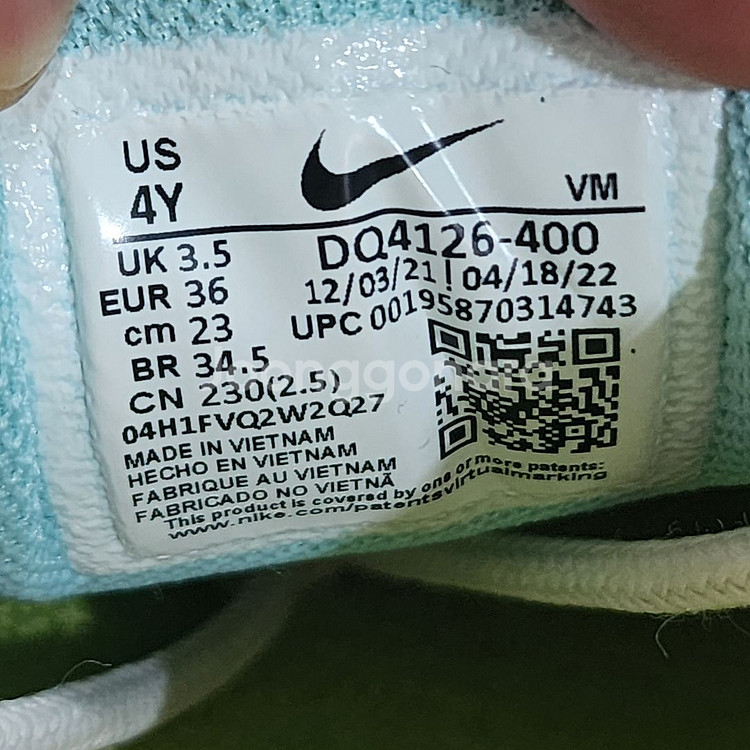 US
4Y
VM
UK 3.5
EUR 36
cm 23
BR 34.5
CN 230(2.5)
DQ4126-400
12/03/21 | 04/18/22
UPC 00195870314743
04H1FVQ2W2Q27
MADE IN VIETNAM
HECHO EN VIETNAM
FABRIQUE AU VIETNAM
FABRICADO NO VIETNÃ
This product is covered by one or more patents:
www.nike.com/patentsvirtualmarking